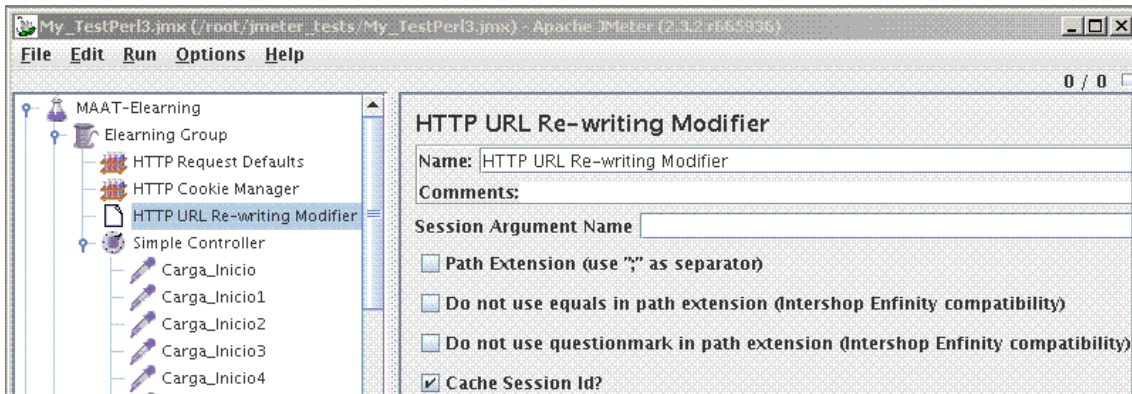 My_TestPerl3.jmx (/root/jmeter_tests/My_TestPerl3.jmx) - Apache JMeter (2.3.2 r665936)
File Edit Run Options Help
0 / 0
MAAT-Elearning
Elearning Group
HTTP Request Defaults
HTTP Cookie Manager
HTTP URL Re-writing Modifier
Simple Controller
Carga_Inicio
Carga_Inicio1
Carga_Inicio2
Carga_Inicio3
Carga_Inicio4
HTTP URL Re-writing Modifier
Name: HTTP URL Re-writing Modifier
Comments:
Session Argument Name
Path Extension (use ";" as separator)
Do not use equals in path extension (Intershop Enfinity compatibility)
Do not use questionmark in path extension (Intershop Enfinity compatibility)
Cache Session Id?